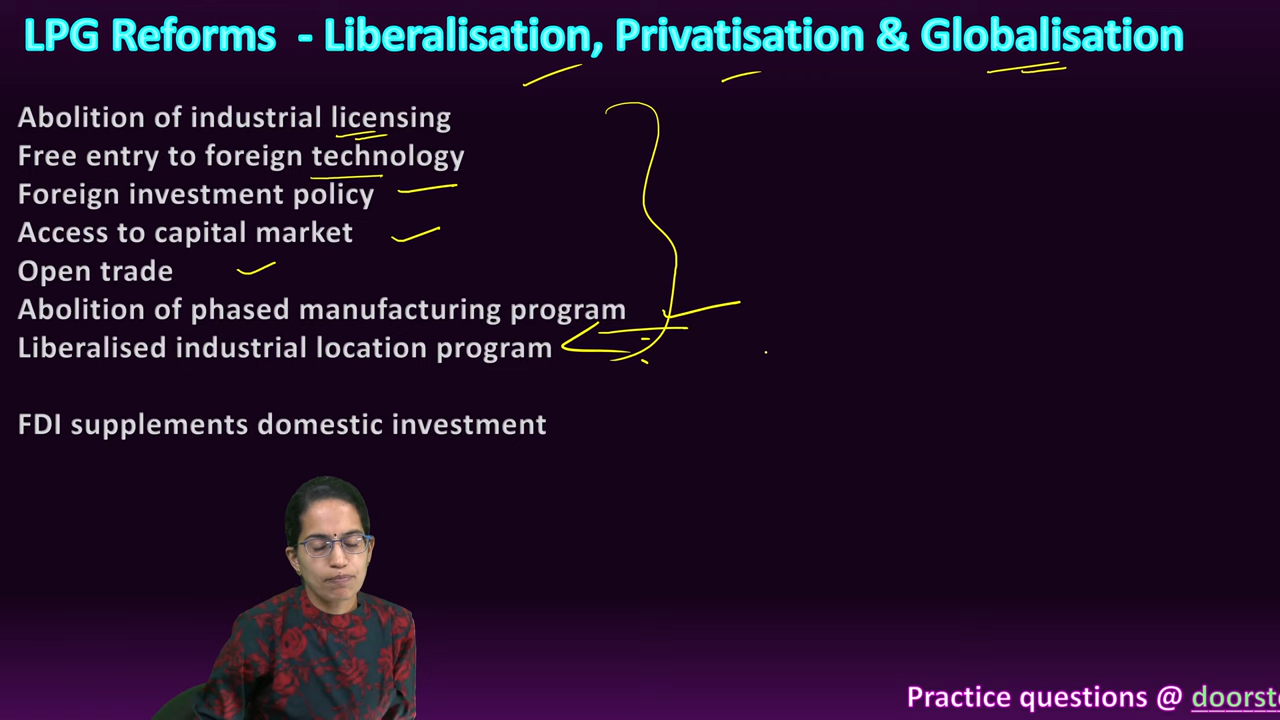 LPG Reforms - Liberalisation, Privatisation & Globalisation
Abolition of industrial licensing
Free entry to foreign technology
Foreign investment policy
Access to capital market
Open trade
Abolition of phased manufacturing program
Liberalised industrial location program
FDI supplements domestic investment
Practice questions @ doorst